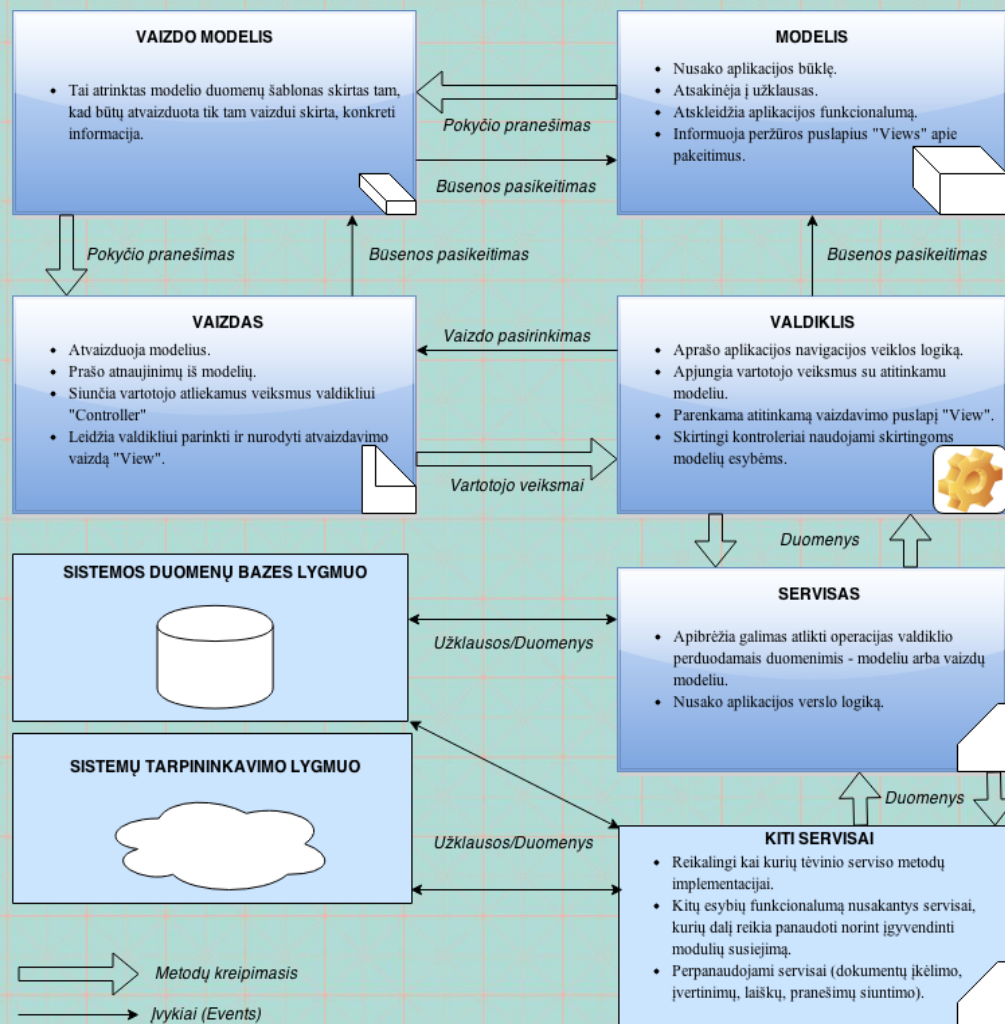 VAIZDO MODELIS
• Tai atrinktas modelio duomenų šablonas skirtas tam,
kad būtų atvaizduota tik tam vaizdui skirta, konkreti
informacija.
MODELIS
• Nusako aplikacijos būklę.
• Atsakinėja į užklausas.
• Atskleidžia aplikacijos funkcionalumą.
• Informuoja peržūros puslapius "Views" apie
pakeitimus.
Pokyčio pranešimas
Būsenos pasikeitimas
Pokyčio pranešimas
Būsenos pasikeitimas
Būsenos pasikeitimas
VAIZDAS
• Atvaizduoja modelius.
• Prašo atnaujinimų iš modelių.
• Siunčia vartotojo atliekamus veiksmus valdikliui
"Controller"
• Leidžia valdikliui parinkti ir nurodyti atvaizdavimo
vaizdą "View".
Vaizdo pasirinkimas
Vartotojo veiksmai
VALDIKLIS
• Aprašo aplikacijos navigacijos veiklos logiką.
• Apjungia vartotojo veiksmus su atitinkamu
modeliu.
• Parenkama atitinkamą vaizdavimo puslapį "View".
• Skirtingi kontroleriai naudojami skirtingoms
modelių esybėms.
Duomenys
SISTEMOS DUOMENŲ BAZES LYGMUO
Užklausos/Duomenys
SERVISAS
• Apibrėžia galimas atlikti operacijas valdiklio
perduodamais duomenimis - modeliu arba vaizdų
modeliu.
• Nusako aplikacijos verslo logiką.
SISTEMŲ TARPININKAVIMO LYGMUO
Užklausos/Duomenys
Duomenys
KITI SERVISAI
• Reikalingi kai kurių tėvinio serviso metodų
implementacijai.
• Kitų esybių funkcionalumą nusakantys servisai,
kurių dalį reikia panaudoti norint įgyvendinti
modulių susiejimą.
• Perpanaudojami servisai (dokumentų įkėlimo,
įvertinimų, laiškų, pranešimų siuntimo).
Metodų kreipimasis
Įvykiai (Events)